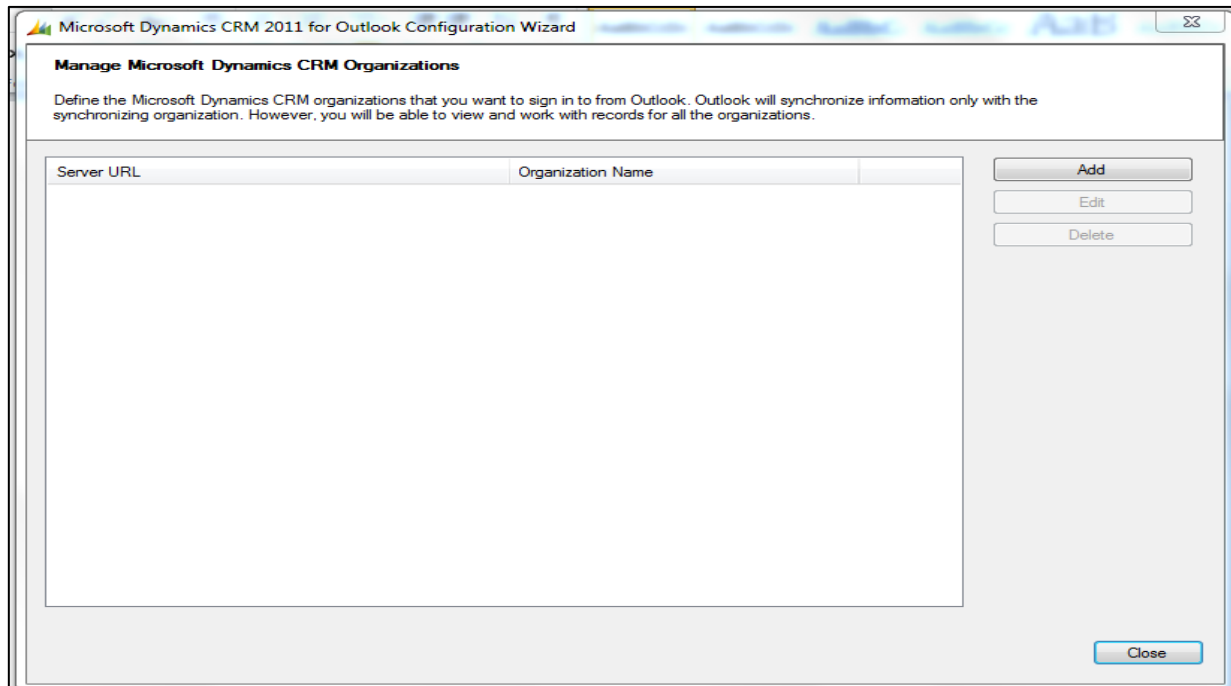 Microsoft Dynamics CRM 2011 for Outlook Configuration Wizard
Manage Microsoft Dynamics CRM Organizations
Define the Microsoft Dynamics CRM organizations that you want to sign in to from Outlook. Outlook will synchronize information only with the
synchronizing organization. However, you will be able to view and work with records for all the organizations.
Server URL Organization Name
Add
Edit
Delete
Close